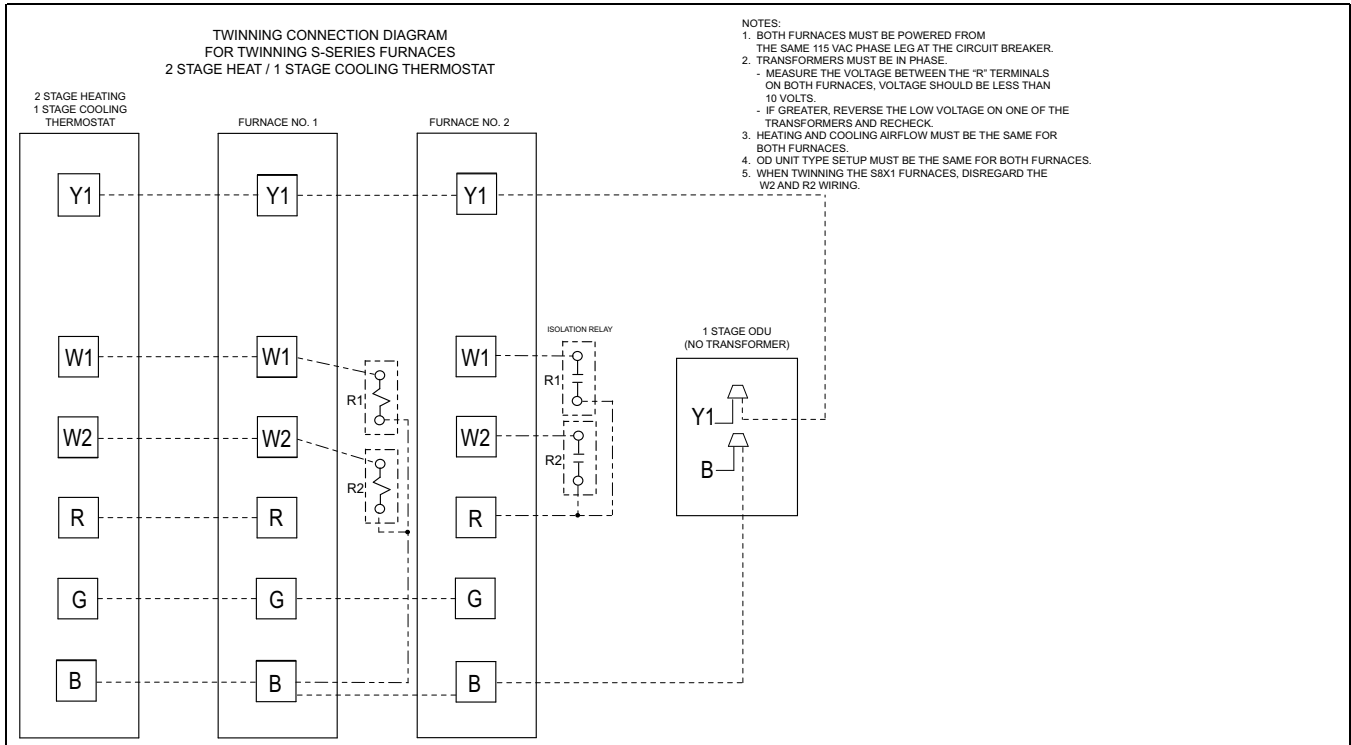 TWINNING CONNECTION DIAGRAM
FOR TWINNING S-SERIES FURNACES
2 STAGE HEAT / 1 STAGE COOLING THERMOSTAT
NOTES:
1. BOTH FURNACES MUST BE POWERED FROM
THE SAME 115 VAC PHASE LEG AT THE CIRCUIT BREAKER.
2. TRANSFORMERS MUST BE IN PHASE.
- MEASURE THE VOLTAGE BETWEEN THE “R” TERMINALS
ON BOTH FURNACES, VOLTAGE SHOULD BE LESS THAN
10 VOLTS.
- IF GREATER, REVERSE THE LOW VOLTAGE ON ONE OF THE
TRANSFORMERS AND RECHECK.
3. HEATING AND COOLING AIRFLOW MUST BE THE SAME FOR
BOTH FURNACES.
4. OD UNIT TYPE SETUP MUST BE THE SAME FOR BOTH FURNACES.
5. WHEN TWINNING THE S8X1 FURNACES, DISREGARD THE
W2 AND R2 WIRING.
2 STAGE HEATING
1 STAGE COOLING
THERMOSTAT
Y1
W1
W2
R
G
B
FURNACE NO. 1
Y1
W1
W2
R
G
B
R1
R2
FURNACE NO. 2
Y1
W1
W2
R
G
B
ISOLATION RELAY
R1
R2
1 STAGE ODU
(NO TRANSFORMER)
Y1
B